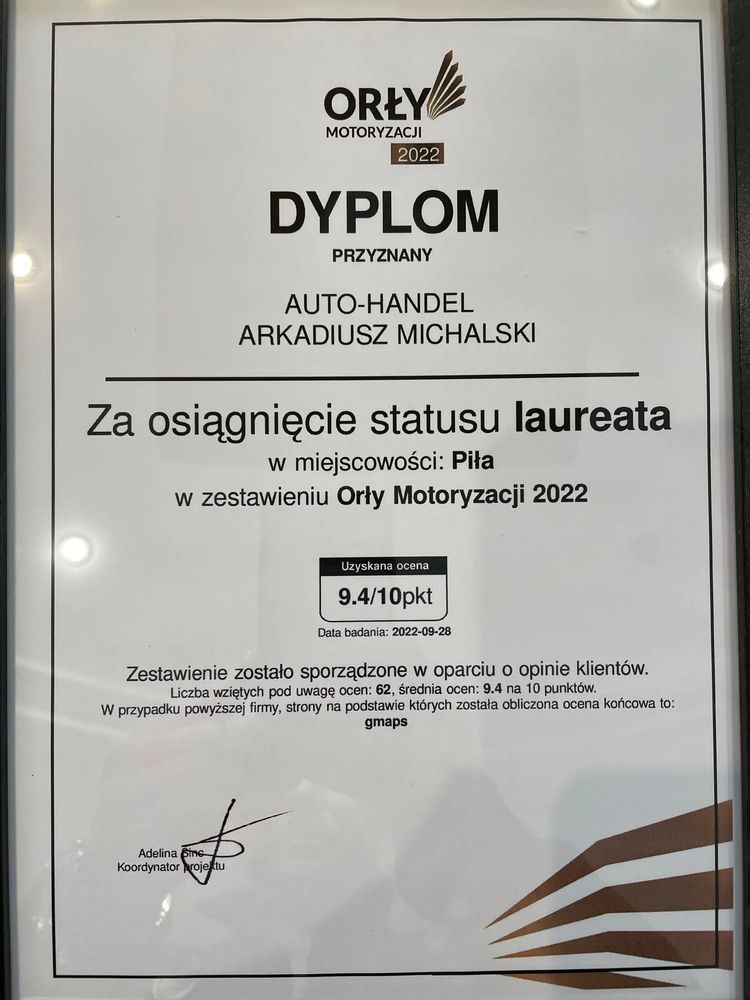 ORŁY
MOTORYZACJI
2022
DYPLOM
PRZYZNANY
AUTO-HANDEL
ARKADIUSZ MICHALSKI
Za osiągnięcie statusu laureata
w miejscowości: Piła
w zestawieniu Orły Motoryzacji 2022
Uzyskana ocena
9.4/10pkt
Data badania: 2022-09-28
Zestawienie zostało sporządzone w oparciu o opinie klientów.
Liczba wziętych pod uwagę ocen: 62, średnia ocen: 9.4 na 10 punktów.
W przypadku powyższej firmy, strony na podstawie których została obliczona ocena końcowa to:
gmaps
Adelina
Koordynator projektu